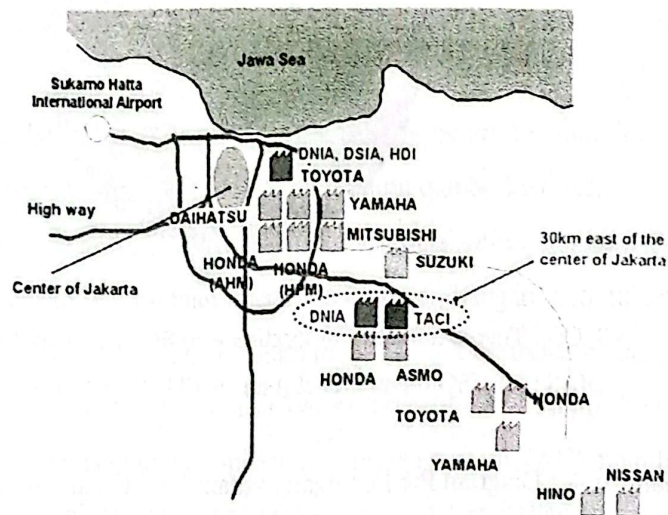 Jawa Sea
Sukarno Hatta
International Airport
DNIA, DSIA, HDI
TOYOTA
High way
DAIHATSU
YAMAHA
MITSUBISHI
30km east of the
center of Jakarta
HONDA
(AHM)
HONDA
(HPM)
SUZUKI
Center of Jakarta
DNIA
TACI
HONDA
ASMO
TOYOTA
HONDA
YAMAHA
HINO
NISSAN